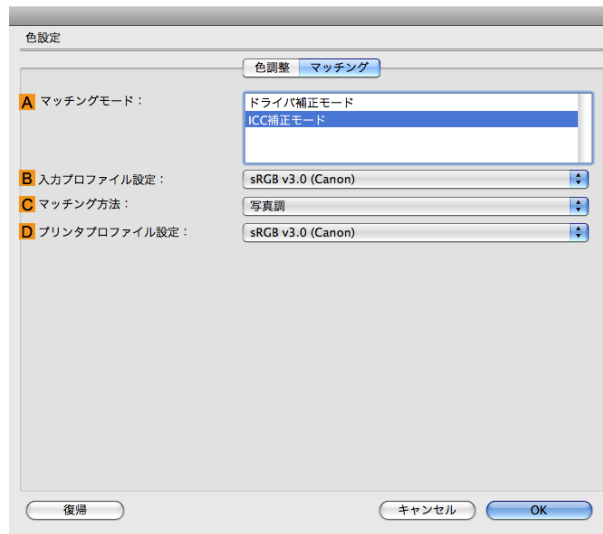 色設定
色調整 マッチング
A マッチングモード：
ドライバ補正モード
ICC補正モード
B 入力プロファイル設定： sRGB v3.0 (Canon)
C マッチング方法： 写真調
D プリンタプロファイル設定： sRGB v3.0 (Canon)
復帰 キャンセル OK